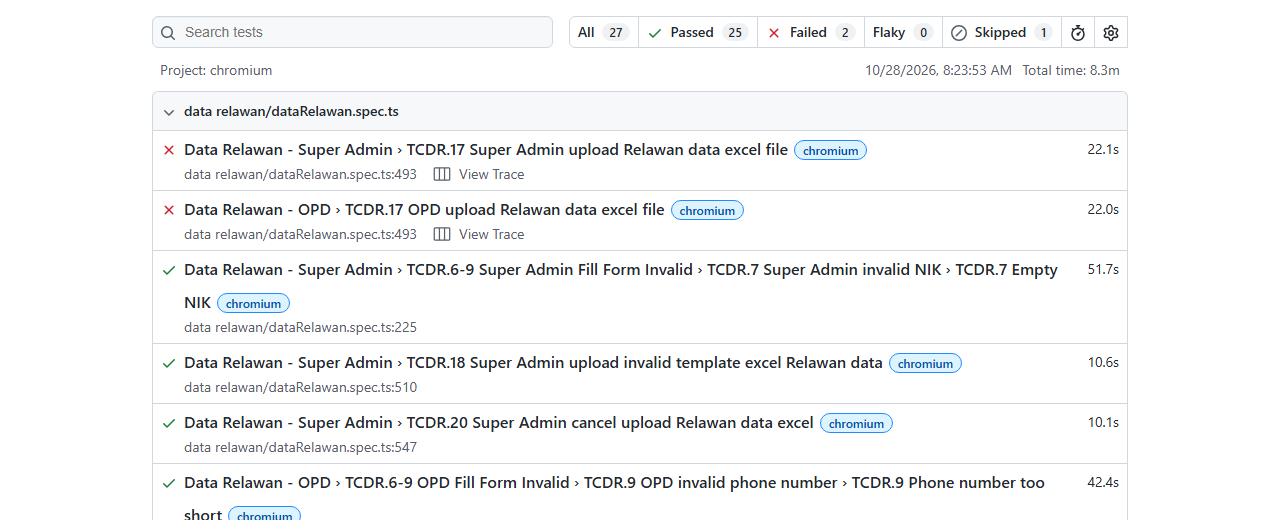 Search tests
All 27 Passed 25 Failed 2 Flaky 0 Skipped 1
Project: chromium
10/28/2026, 8:23:53 AM Total time: 8.3m
data relawan/dataRelawan.spec.ts
Data Relawan - Super Admin › TCDR.17 Super Admin upload Relawan data excel file chromium 22.1s
data relawan/dataRelawan.spec.ts:493 View Trace
Data Relawan - OPD › TCDR.17 OPD upload Relawan data excel file chromium 22.0s
data relawan/dataRelawan.spec.ts:493 View Trace
Data Relawan - Super Admin › TCDR.6-9 Super Admin Fill Form Invalid › TCDR.7 Super Admin invalid NIK › TCDR.7 Empty 51.7s
NIK chromium
data relawan/dataRelawan.spec.ts:225
Data Relawan - Super Admin › TCDR.18 Super Admin upload invalid template excel Relawan data chromium 10.6s
data relawan/dataRelawan.spec.ts:510
Data Relawan - Super Admin › TCDR.20 Super Admin cancel upload Relawan data excel chromium 10.1s
data relawan/dataRelawan.spec.ts:547
Data Relawan - OPD › TCDR.6-9 OPD Fill Form Invalid › TCDR.9 OPD invalid phone number › TCDR.9 Phone number too 42.4s
short chromium